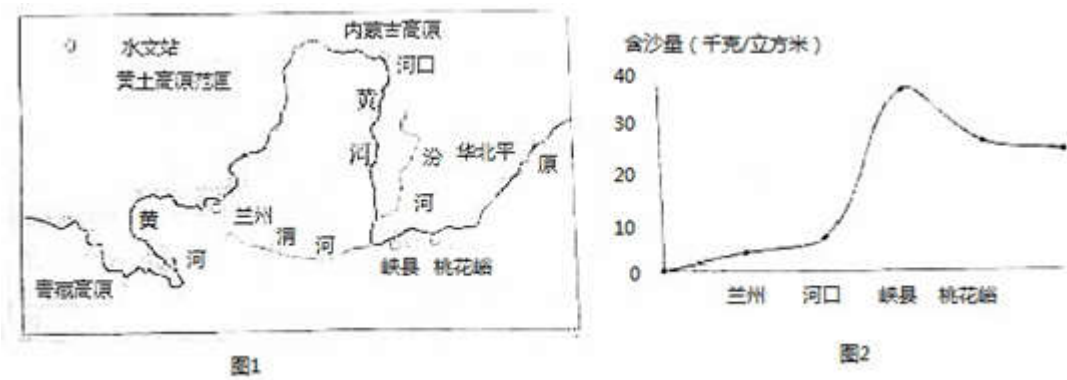 内蒙古高原
水文站
河口
黄土高原范围
黄
河
汾
河
华北平
原
黄
河
兰州
渭河
陕县 桃花峪
青藏高原
图1
含沙量（千克/立方米）
40
30
20
10
0
兰州 河口 陕县 桃花峪
图2